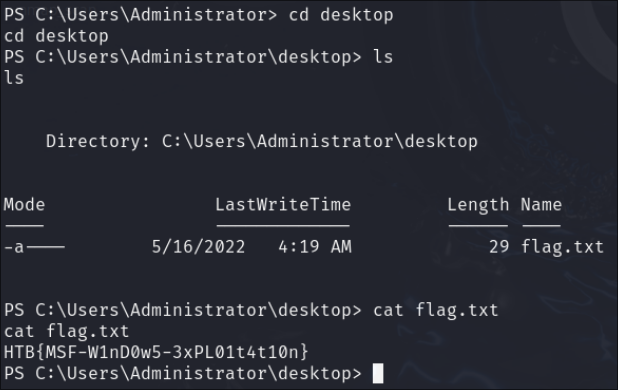 PS C:\Users\Administrator> cd desktop
cd desktop
PS C:\Users\Administrator\desktop> ls
ls
    Directory: C:\Users\Administrator\desktop
Mode                 LastWriteTime         Length Name
----                 -------------         ------ ----
-a----         5/16/2022   4:19 AM             29 flag.txt
PS C:\Users\Administrator\desktop> cat flag.txt
cat flag.txt
HTB{MSF-W1nD0w5-3xPL01t4t10n}
PS C:\Users\Administrator\desktop>